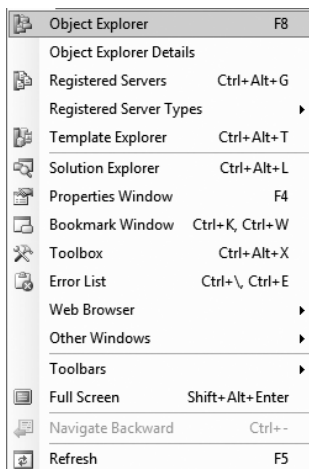 Object Explorer F8
Object Explorer Details
Registered Servers Ctrl+Alt+G
Registered Server Types
Template Explorer Ctrl+Alt+T
Solution Explorer Ctrl+Alt+L
Properties Window F4
Bookmark Window Ctrl+K, Ctrl+W
Toolbox Ctrl+Alt+X
Error List Ctrl+\, Ctrl+E
Web Browser
Other Windows
Toolbars
Full Screen Shift+Alt+Enter
Navigate Backward Ctrl+-
Refresh F5